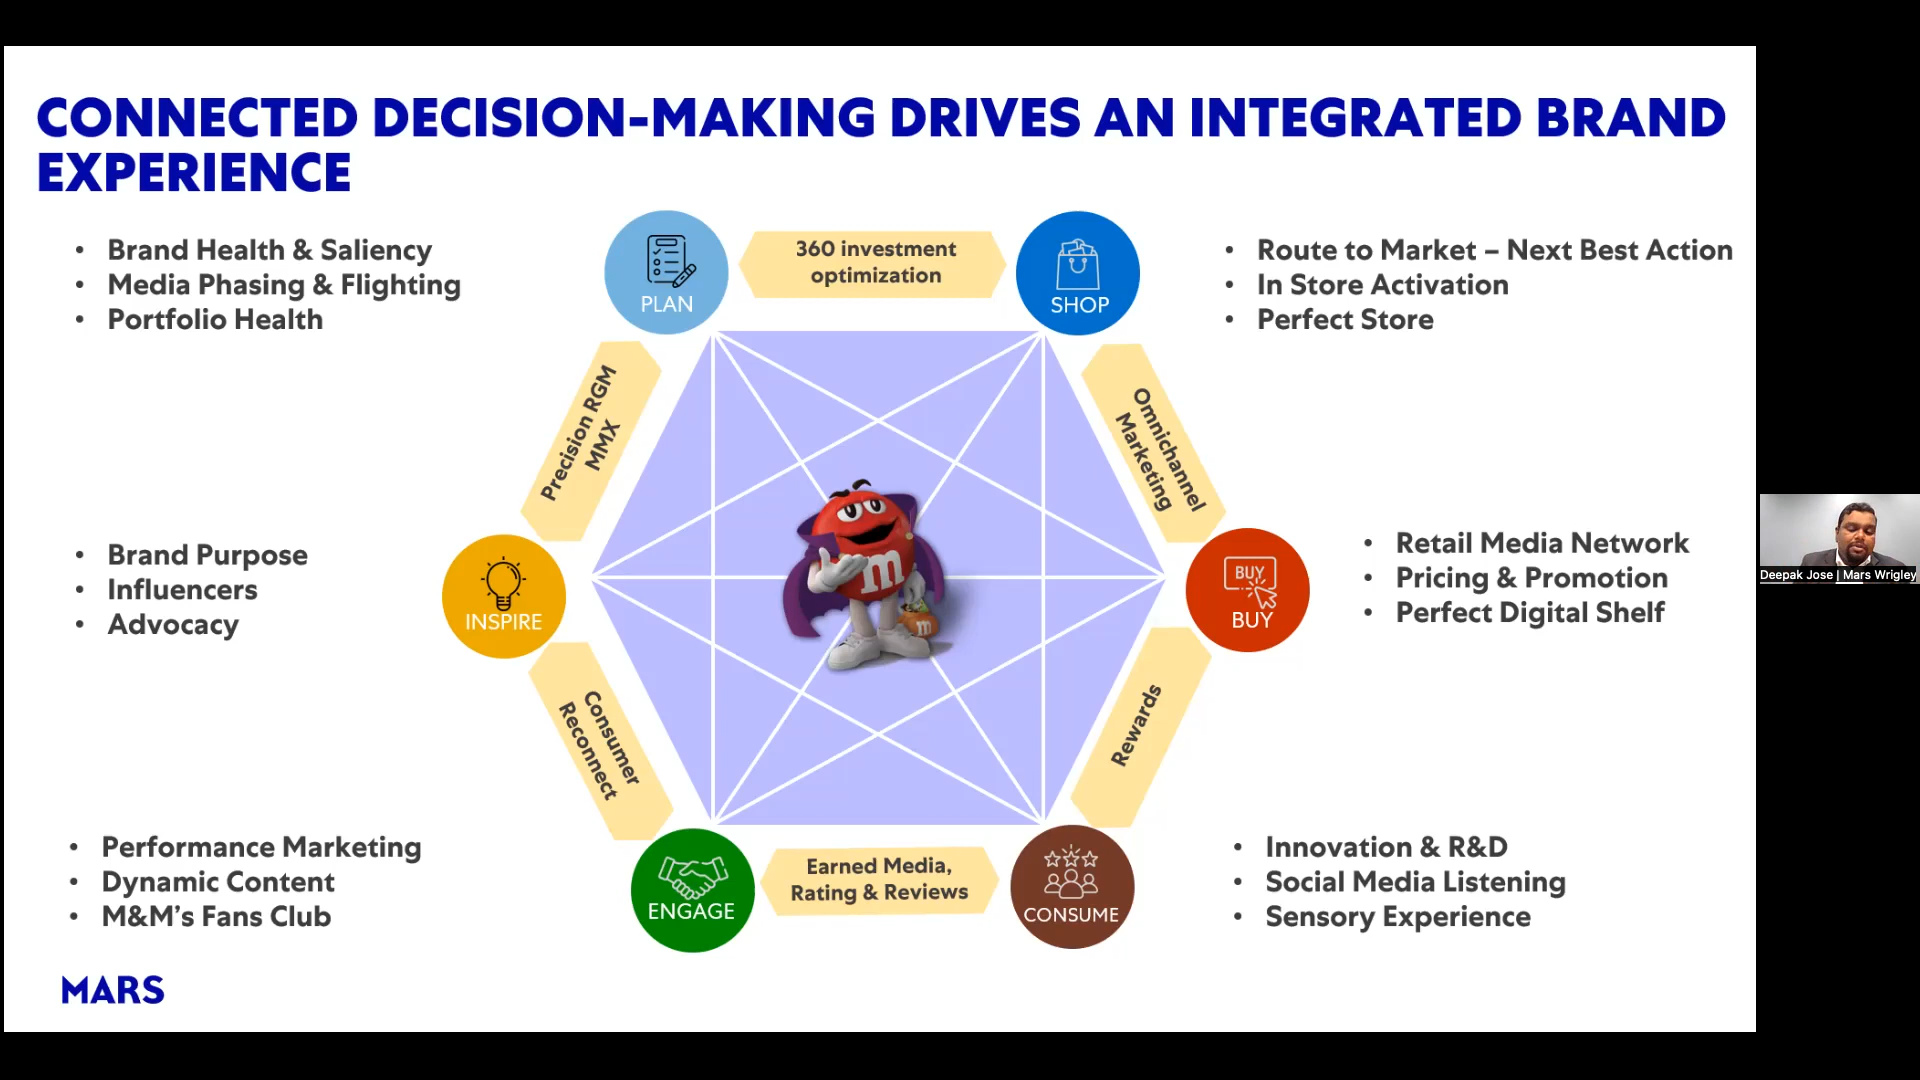 CONNECTED DECISION-MAKING DRIVES AN INTEGRATED BRAND
EXPERIENCE
• Brand Health & Saliency
• Media Phasing & Flighting
• Portfolio Health
PLAN
360 investment
optimization
SHOP
• Route to Market – Next Best Action
• In Store Activation
• Perfect Store
Precision RGM
MMX
Omnichannel
Marketing
• Brand Purpose
• Influencers
• Advocacy
INSPIRE
m
m
BUY
BUY
• Retail Media Network
• Pricing & Promotion
• Perfect Digital Shelf
Deepak Jose | Mars Wrigley
Consumer
Reconnect
Rewards
• Performance Marketing
• Dynamic Content
• M&M’s Fans Club
ENGAGE
Earned Media,
Rating & Reviews
CONSUME
• Innovation & R&D
• Social Media Listening
• Sensory Experience
MARS